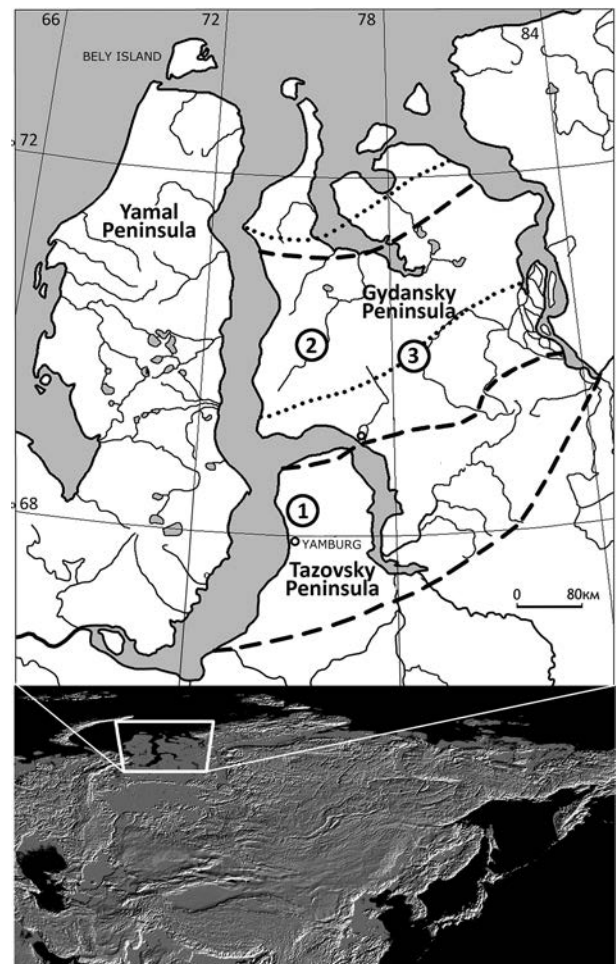 66
72
78
84
BELY ISLAND
72
Yamal
Peninsula
Gydansky
Peninsula
2
3
68
1
YAMBURG
Tazovsky
Peninsula
0 80КМ